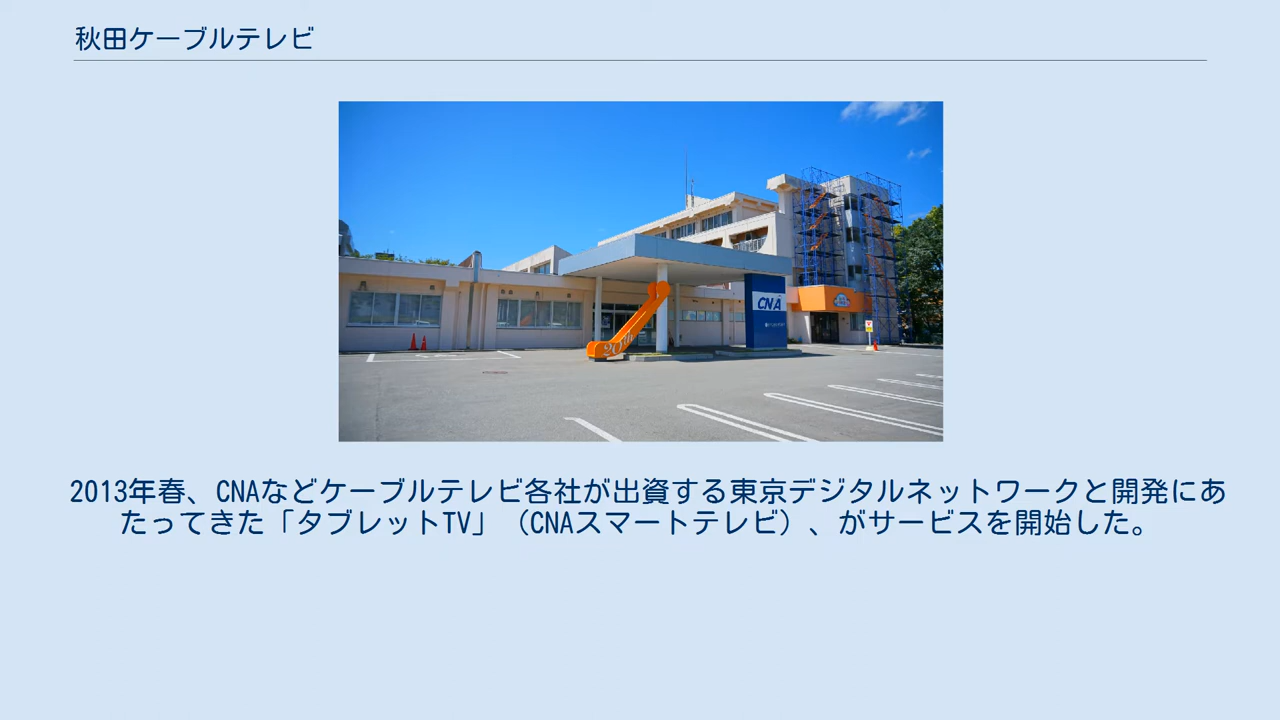 秋田ケーブルテレビ
CNA
20th
2013年春、CNAなどケーブルテレビ各社が出資する東京デジタルネットワークと開発にあ
たってきた「タブレットTV」（CNAスマートテレビ）、がサービスを開始した。